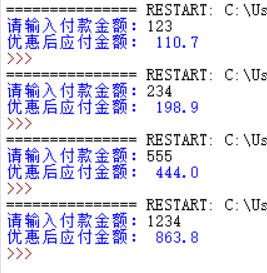 =============== RESTART: C:\Us
请输入付款金额: 123
优惠后应付金额:  110.7
>>>
=============== RESTART: C:\Us
请输入付款金额: 234
优惠后应付金额:  198.9
>>>
=============== RESTART: C:\Us
请输入付款金额: 555
优惠后应付金额:  444.0
>>>
=============== RESTART: C:\Us
请输入付款金额: 1234
优惠后应付金额:  863.8
>>>